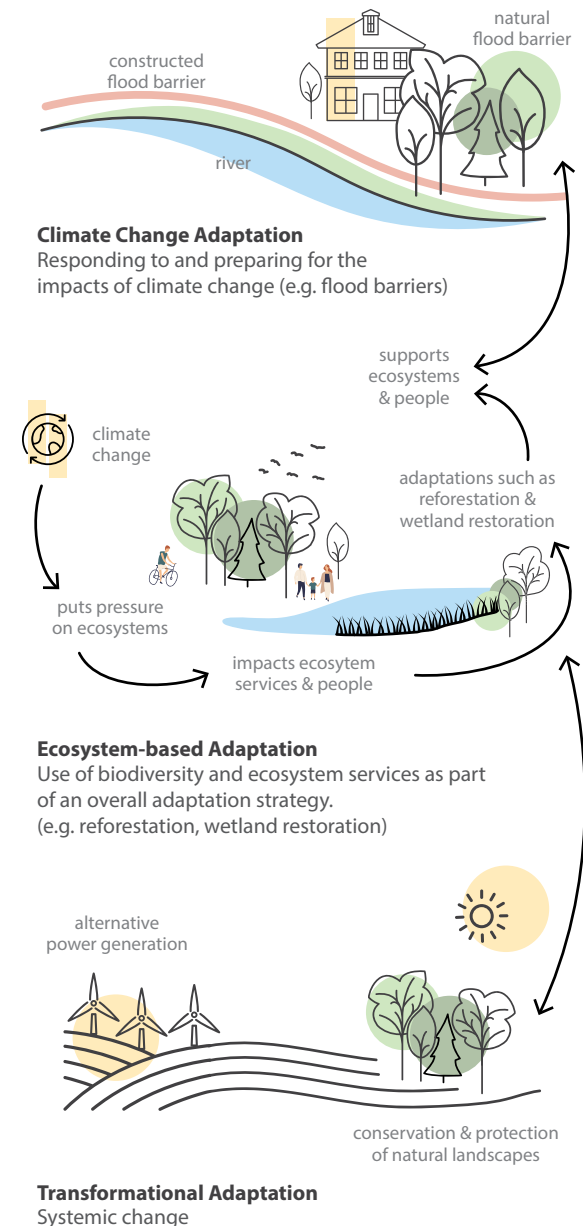 natural
flood barrier
constructed
flood barrier
river
Climate Change Adaptation
Responding to and preparing for the
impacts of climate change (e.g. flood barriers)
supports
ecosystems
& people
climate
change
adaptations such as
reforestation &
wetland restoration
puts pressure
on ecosystems
impacts ecosytem
services & people
Ecosystem-based Adaptation
Use of biodiversity and ecosystem services as part
of an overall adaptation strategy.
(e.g. reforestation, wetland restoration)
alternative
power generation
conservation & protection
of natural landscapes
Transformational Adaptation
Systemic change